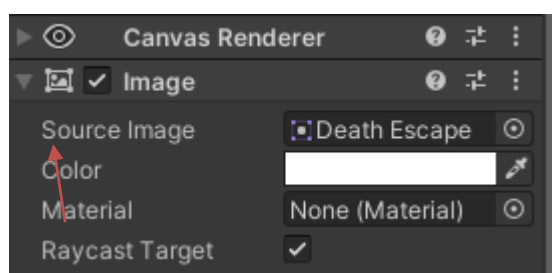 Canvas Renderer
Image
Source Image Death Escape
Color
Material None (Material)
Raycast Target